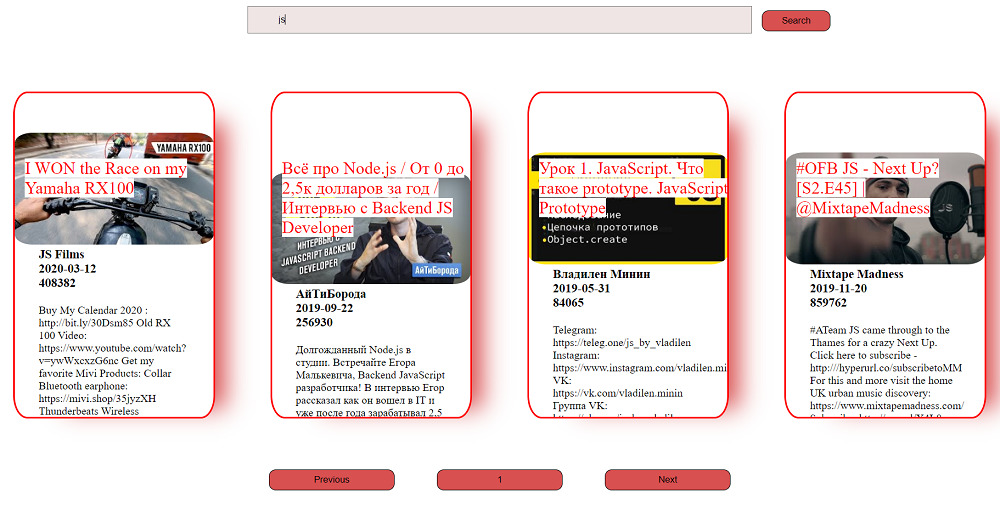 js
Search
I WON the Race on my
Yamaha RX100
YAMAHA RX100
JS Films
2020-03-12
408382
Buy My Calendar 2020 :
http://bit.ly/30Dsm85 Old RX
100 Video:
https://www.youtube.com/watch?
v=ywWxcxzG6nc Get my
favorite Mivi Products: Collar
Bluetooth earphone:
https://mivi.shop/35jyzXH
Thunderbeats Wireless
Всё про Node.js / От 0 до
2,5к долларов за год /
Интервью с Backend JS
Developer
ИНТЕРВЬЮ С
JAVASCRIPT BACKEND
DEVELOPER
АйТиБорода
АйТиБорода
2019-09-22
256930
Долгожданный Node.js в
студии. Встречайте Егора
Малькевича, Backend JavaScript
разработчика! В интервью Егор
рассказал как он вошел в IT и
уже после года зарабатывал 2,5
Урок 1. JavaScript. Что
такое prototype. JavaScript
Prototype
JS
Цепочка прототипов
Object.create
Владилен Минин
2019-05-31
84065
Telegram:
https://teleg.one/js_by_vladilen
Instagram:
https://www.instagram.com/vladilen.mi
VK:
https://vk.com/vladilen.minin
Группа VK:
#OFB JS - Next Up?
[S2.E45] |
@MixtapeMadness
JS
Mixtape Madness
2019-11-20
859762
#ATeam JS came through to the
Thames for a crazy Next Up.
Click here to subscribe -
http://hyperurl.co/subscribetoMM
For this and more visit the home
UK urban music discovery:
https://www.mixtapemadness.com/
Previous
1
Next